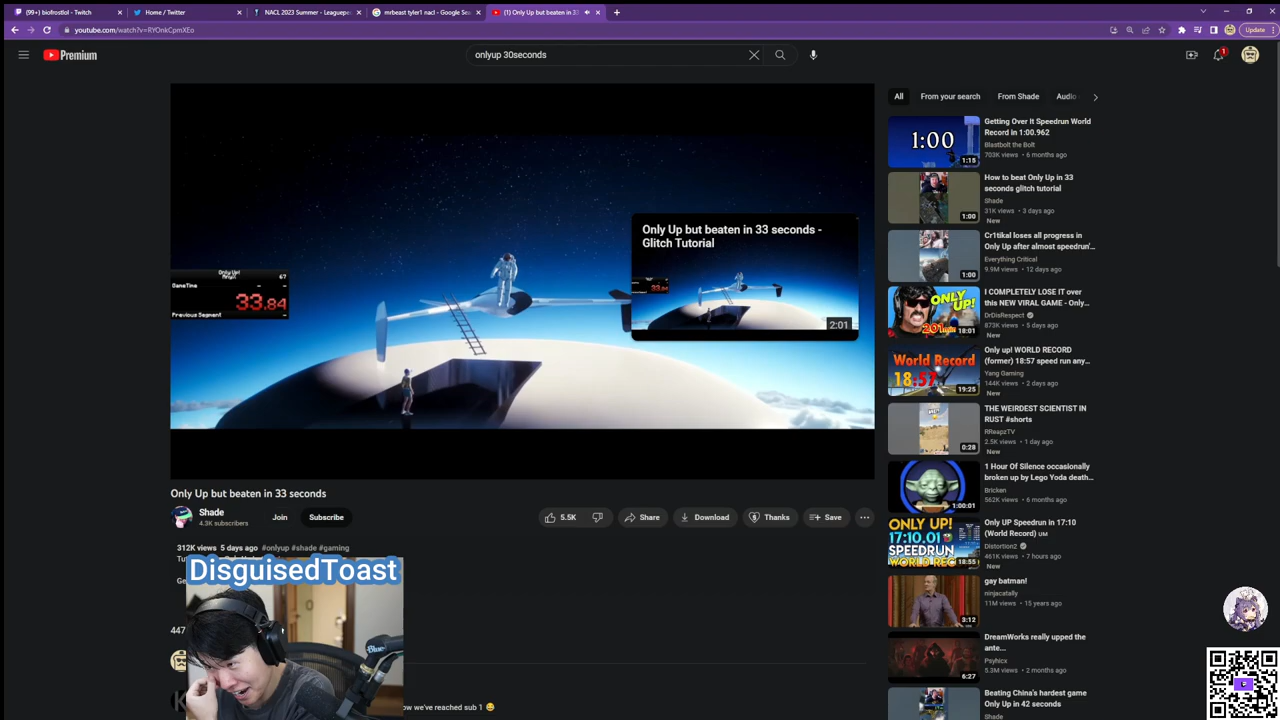 (99+) biofrostlol - Twitch
Home / Twitter
NACL 2023 Summer - Leaguepe
mrbeast tyler1 nacl - Google Sea
(1) Only Up but beaten in 33
youtube.com/watch?v=RYOnkCpmXEo
Update
Premium
onlyup 30seconds
1
All
From your search
From Shade
Audio
Only Up but beaten in 33 seconds -
Glitch Tutorial
2:01
Only Up!
67
GameTime
33.84
Previous Segment
Getting Over It Speedrun World
Record in 1:00.962
Blastbolt the Bolt
703K views • 6 months ago
1:00
1:15
How to beat Only Up in 33
seconds glitch tutorial
Shade
31K views • 3 days ago
New
1:00
Cr1tikal loses all progress in
Only Up after almost speedrun'...
Everything Critical
9.9M views • 12 days ago
1:00
I COMPLETELY LOSE IT over
this NEW VIRAL GAME - Only...
DrDisRespect
873K views • 5 days ago
New
ONLY
UP!
18:01
Only up! WORLD RECORD
(former) 18:57 speed run any...
Yang Gaming
144K views • 2 days ago
New
World Record
18:57
19:25
THE WEIRDEST SCIENTIST IN
RUST #shorts
RReapzTV
2.5K views • 1 day ago
New
0:28
1 Hour Of Silence occasionally
broken up by Lego Yoda death...
Bricken
562K views • 6 months ago
1:00:01
Only UP Speedrun in 17:10
(World Record) UM
Distortion2
461K views • 7 hours ago
New
ONLY UP!
17:10.01
SPEEDRUN
WORLD REC
18:55
gay batman!
ninjacatally
11M views • 15 years ago
3:12
DreamWorks really upped the
ante...
Psyhicx
5.3M views • 2 months ago
6:27
Beating China's hardest game
Only Up in 42 seconds
Shade
Only Up but beaten in 33 seconds
Shade
4.3K subscribers
Join
Subscribe
5.5K
Share
Download
Thanks
Save
312K views 5 days ago #onlyup #shade #gaming
DisguisedToast
447
Blue
ow we've reached sub 1